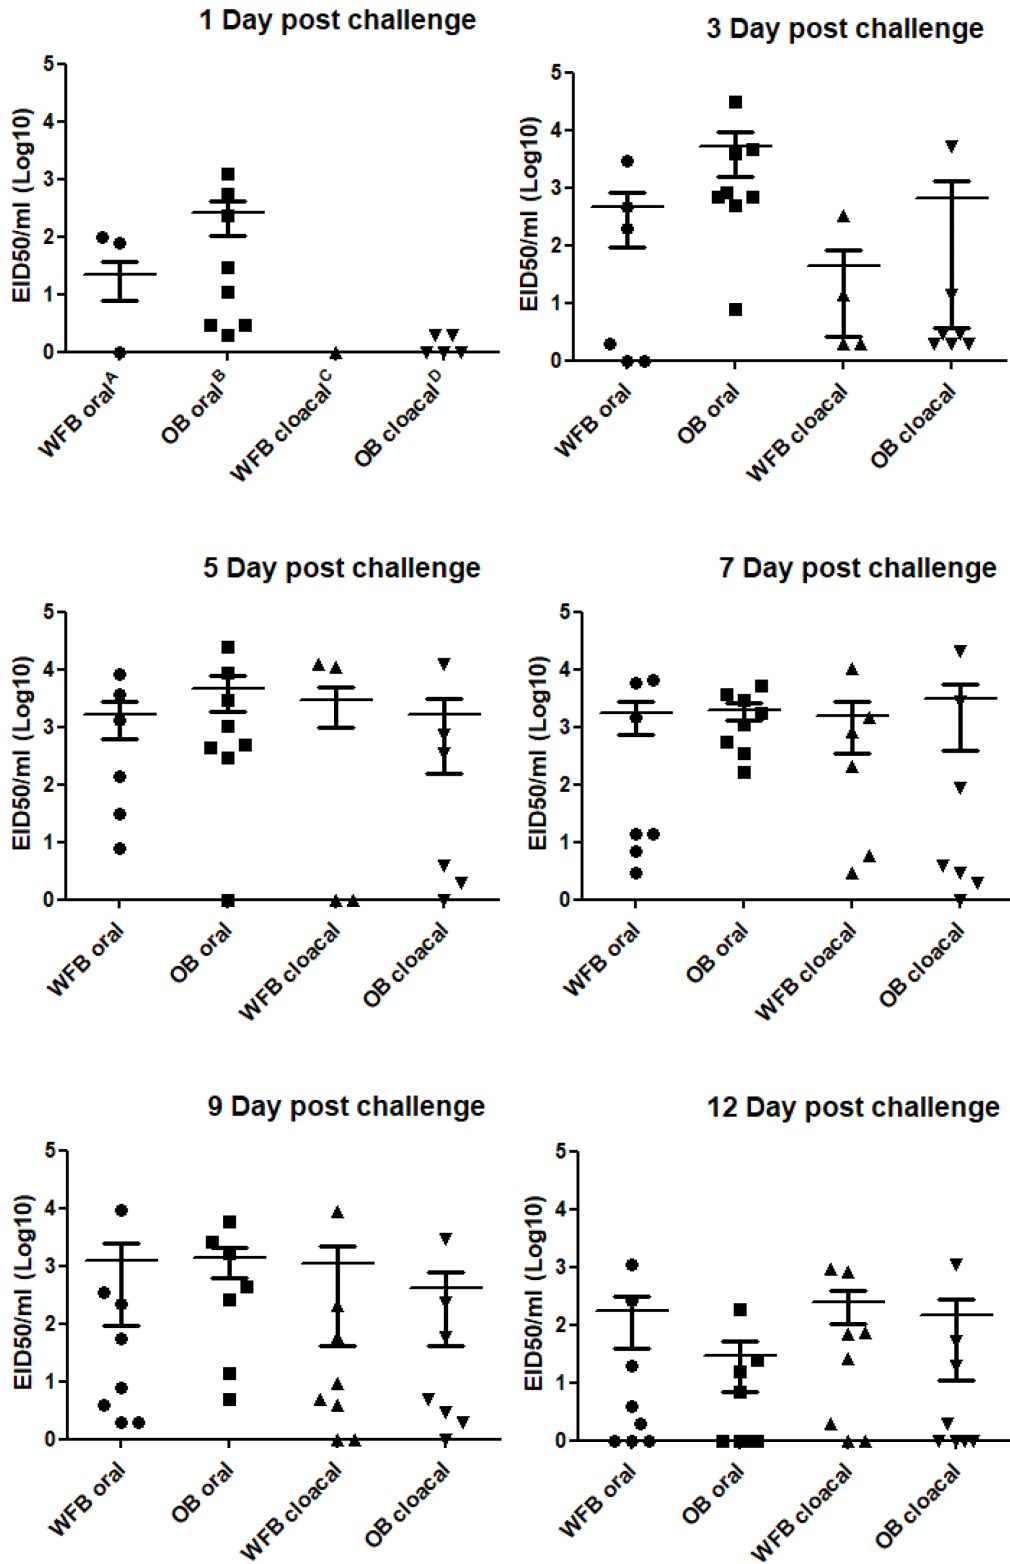 1 Day post challenge
EID50/ml (Log10)
5
4
3
2
1
0
WFB oral^A
OB oral^B
WFB cloacal^C
OB cloacal^D
3 Day post challenge
EID50/ml (Log10)
5
4
3
2
1
0
WFB oral
OB oral
WFB cloacal
OB cloacal
5 Day post challenge
EID50/ml (Log10)
5
4
3
2
1
0
WFB oral
OB oral
WFB cloacal
OB cloacal
7 Day post challenge
EID50/ml (Log10)
5
4
3
2
1
0
WFB oral
OB oral
WFB cloacal
OB cloacal
9 Day post challenge
EID50/ml (Log10)
5
4
3
2
1
0
WFB oral
OB oral
WFB cloacal
OB cloacal
12 Day post challenge
EID50/ml (Log10)
5
4
3
2
1
0
WFB oral
OB oral
WFB cloacal
OB cloacal